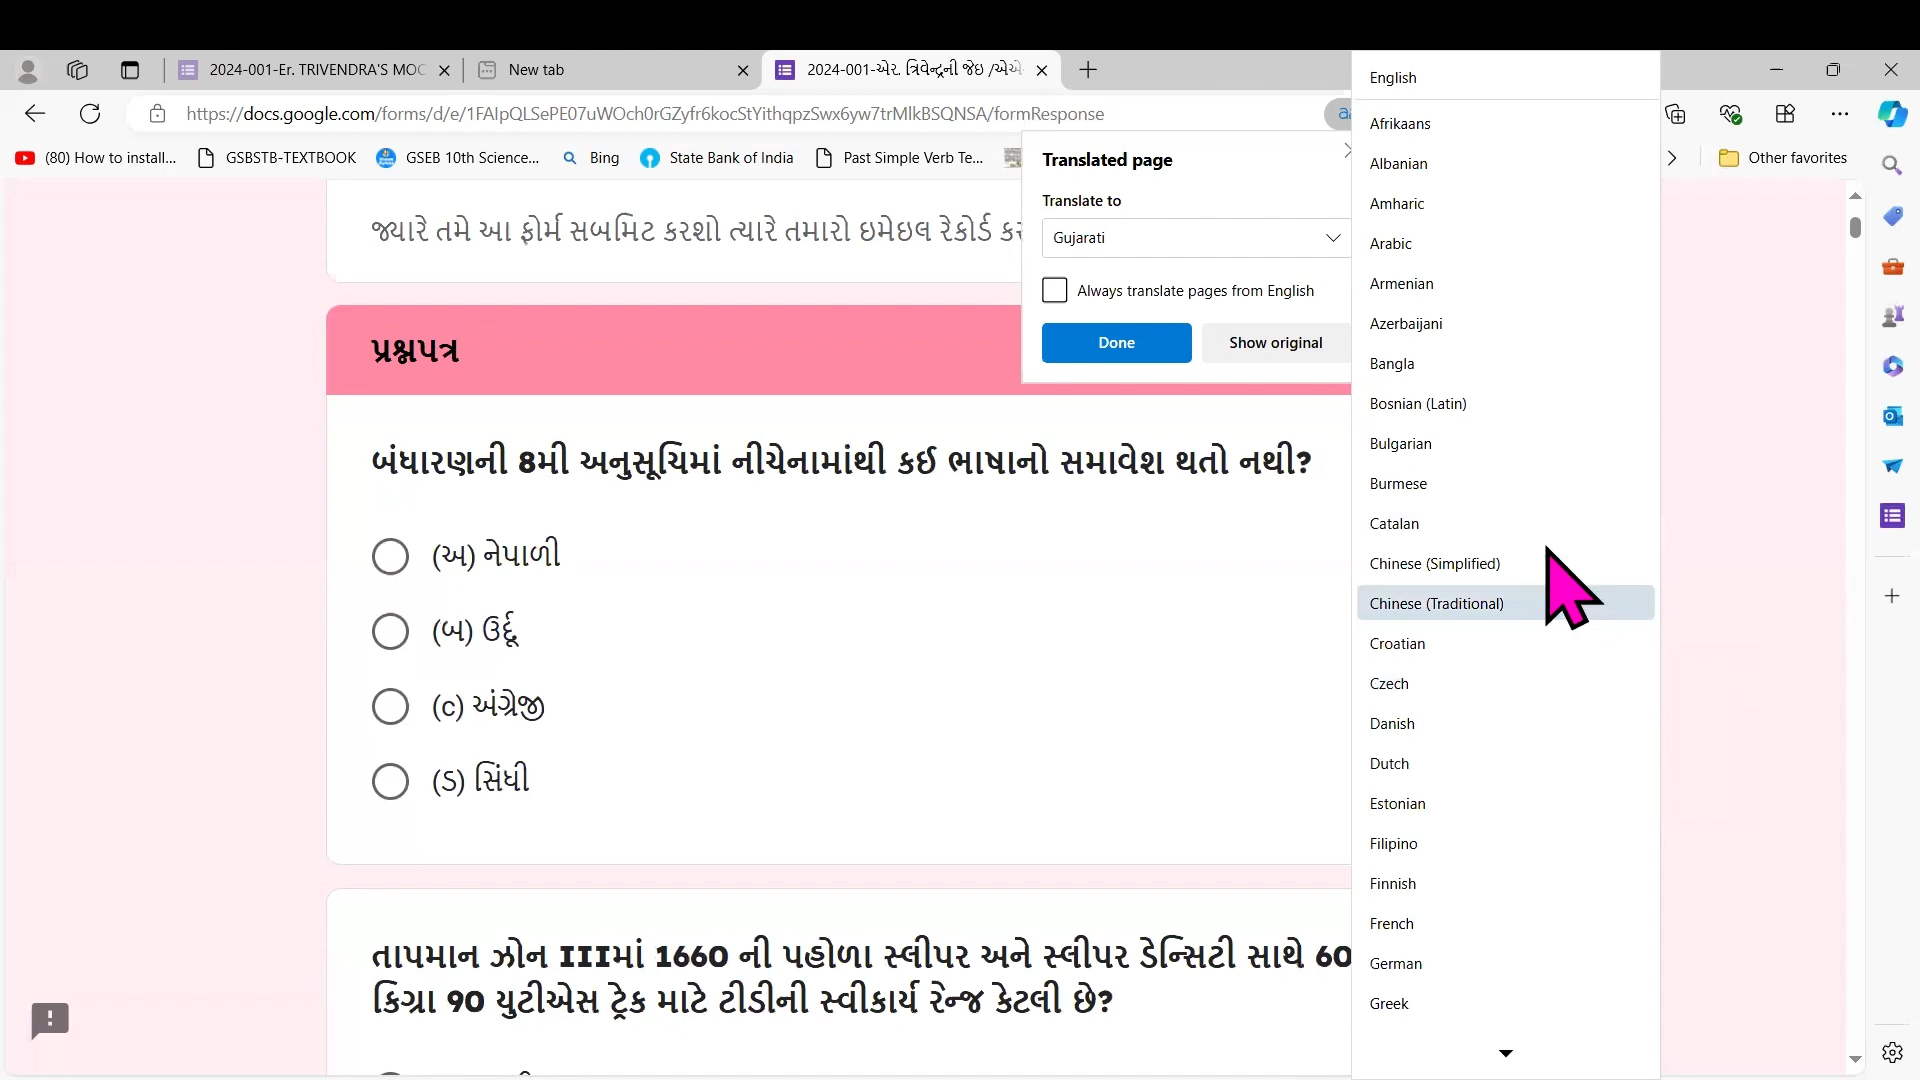 2024-001-Er. TRIVENDRA'S MOC
New tab
2024-001-એર. ત્રિવેન્દ્રની જેઇ /એએ
https://docs.google.com/forms/d/e/1FAIpQLSePE07uWOch0rGZyfr6kocStYithqpzSwx6yw7trMlkBSQNSA/formResponse
(80) How to install...
GSBSTB-TEXTBOOK
GSEB 10th Science...
Bing
State Bank of India
Past Simple Verb Te...
Other favorites
જ્યારે તમે આ ફોર્મ સબમિટ કરશો ત્યારે તમારો ઇમેઇલ રેકોર્ડ
પ્રશ્નપત્ર
બંધારણની 8મી અનુસૂચિમાં નીચેનામાંથી કઈ ભાષાનો સમાવેશ થતો નથી?
(અ) નેપાળી
(બ) ઉર્દૂ
(c) અંગ્રેજી
(ડ) સિંધી
તાપમાન ઝોન IIIમાં 1660 ની પહોળા સ્લીપર અને સ્લીપર ડેન્સિટી સાથે 60
કિગ્રા 90 યુટીએસ ટ્રેક માટે ટીડીની સ્વીકાર્ય રેન્જ કેટલી છે?
Translated page
Translate to
Gujarati
Always translate pages from English
Done
Show original
English
Afrikaans
Albanian
Amharic
Arabic
Armenian
Azerbaijani
Bangla
Bosnian (Latin)
Bulgarian
Burmese
Catalan
Chinese (Simplified)
Chinese (Traditional)
Croatian
Czech
Danish
Dutch
Estonian
Filipino
Finnish
French
German
Greek